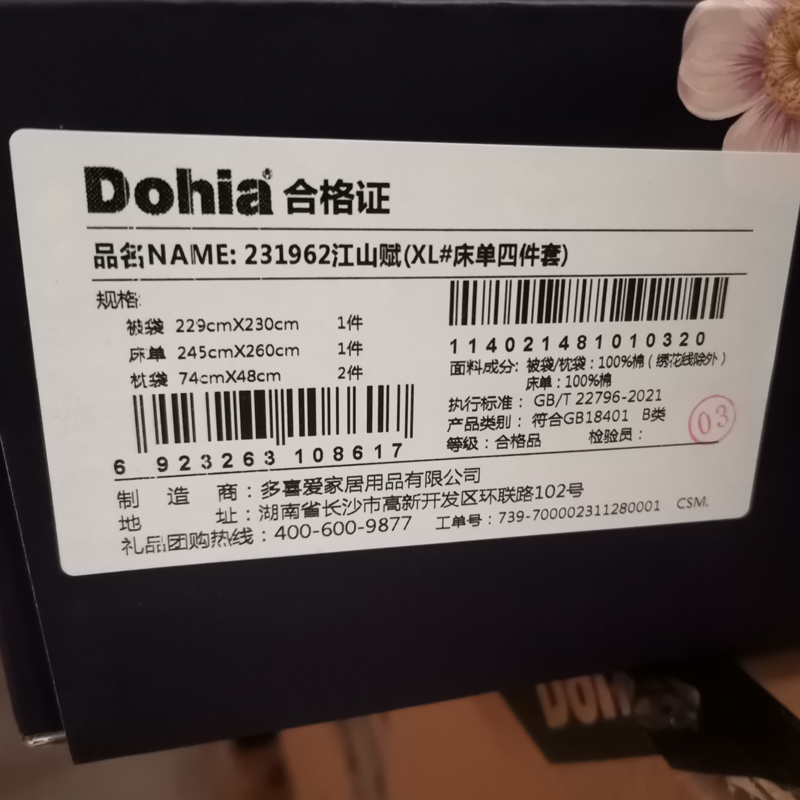 Dohia® 合格证
品名NAME: 231962江山赋(XL#床单四件套)
规格:
被袋 229cmX230cm 1件
床单 245cmX260cm 1件
枕袋 74cmX48cm 2件
6 923263 108617
114021481010320
面料成分: 被袋/枕袋:100%棉(绣花线除外)
床单:100%棉
执行标准: GB/T 22796-2021
产品类别: 符合GB18401 B类
等级:合格品 检验员:
03
制造商:多喜爱家居用品有限公司
地址:湖南省长沙市高新开发区环联路102号
礼品团购热线:400-600-9877 工单号:739-700002311280001 CSM.